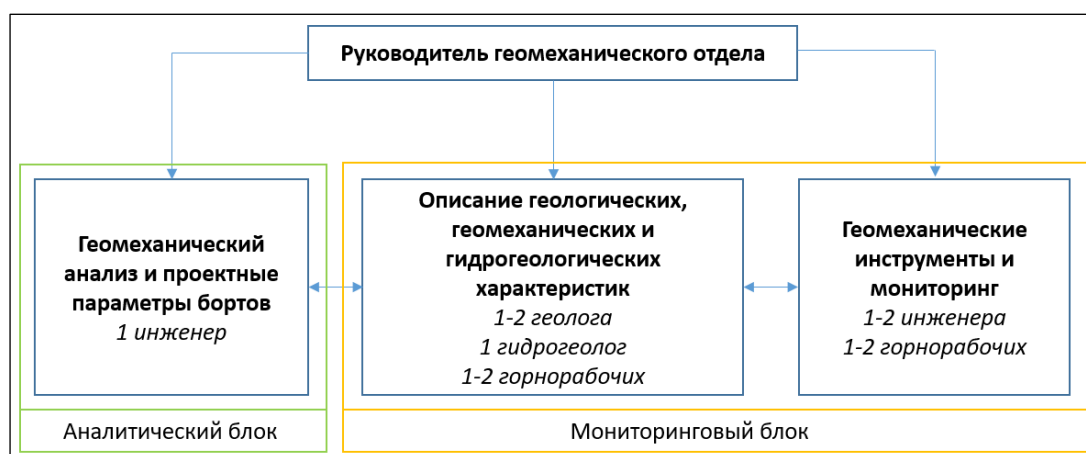 Руководитель геомеханического отдела
Геомеханический
анализ и проектные
параметры бортов
1 инженер
Описание геологических,
геомеханических и
гидрогеологических
характеристик
1-2 геолога
1 гидрогеолог
1-2 горнорабочих
Геомеханические
инструменты и
мониторинг
1-2 инженера
1-2 горнорабочих
Аналитический блок
Мониторинговый блок